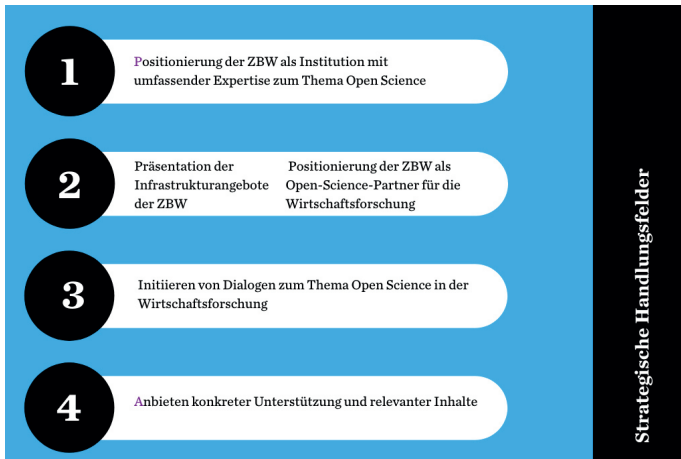 1
Positionierung der ZBW als Institution mit
umfassender Expertise zum Thema Open Science
2
Präsentation der
Infrastrukturangebote
der ZBW
Positionierung der ZBW als
Open-Science-Partner für die
Wirtschaftsforschung
3
Initiieren von Dialogen zum Thema Open Science in der
Wirtschaftsforschung
4
Anbieten konkreter Unterstützung und relevanter Inhalte
Strategische Handlungsfelder